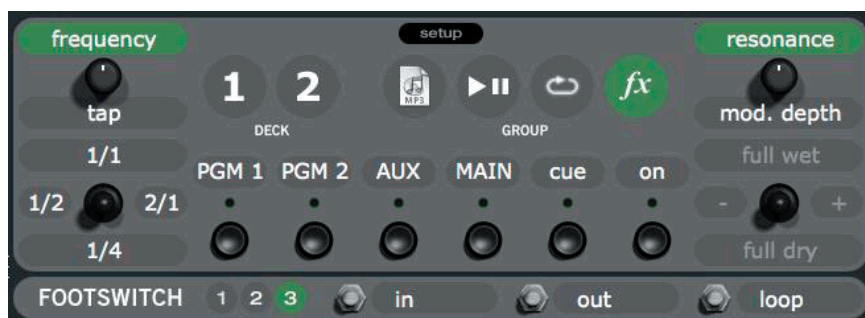 frequency setup resonance
1 2 MP3 fx
tap DECK GROUP mod. depth
1/1 full wet
PGM 1 PGM 2 AUX MAIN cue on
1/2 2/1 - +
1/4 full dry
FOOTSWITCH 1 2 3 in out loop